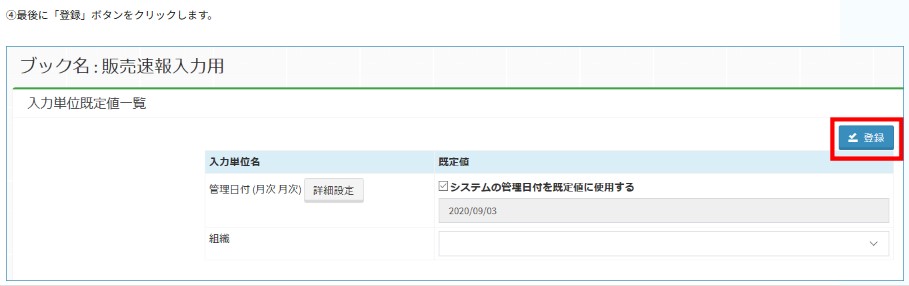 ④最後に「登録」ボタンをクリックします。
ブック名:販売速報入力用
入力単位既定値一覧
登録
入力単位名 既定値
管理日付 (月次 月次) 詳細設定 システムの管理日付を既定値に使用する
2020/09/03
組織